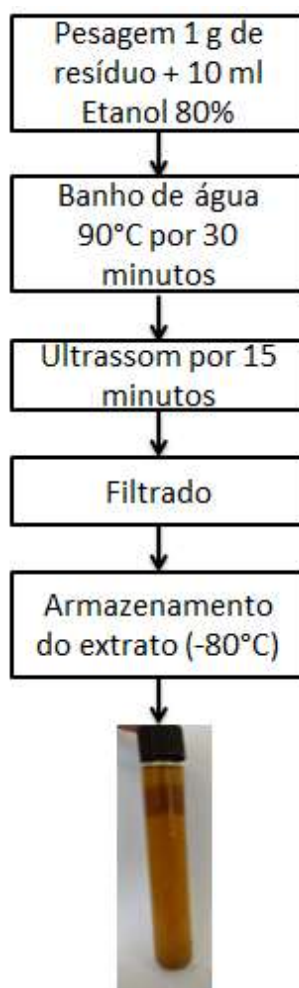 Pesagem 1 g de
resíduo + 10 ml
Etanol 80%
Banho de água
90°C por 30
minutos
Ultrassom por 15
minutos
Filtrado
Armazenamento
do extrato (-80°C)